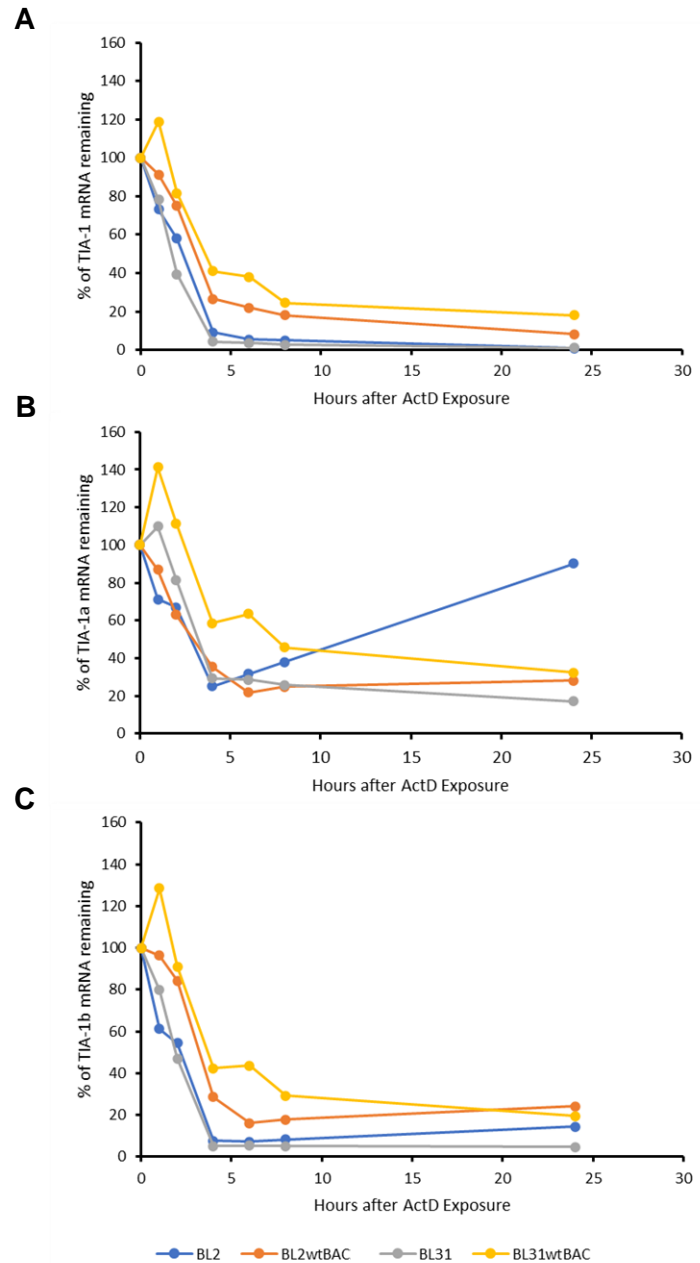 A
160
140
120
100
80
60
40
20
0
% of TIA-1 mRNA remaining
0 5 10 15 20 25 30
Hours after ActD Exposure
B
160
140
120
100
80
60
40
20
0
% of TIA-1a mRNA remaining
0 5 10 15 20 25 30
Hours after ActD Exposure
C
160
140
120
100
80
60
40
20
0
% of TIA-1b mRNA remaining
0 5 10 15 20 25 30
Hours after ActD Exposure
BL2 BL2wtBAC BL31 BL31wtBAC